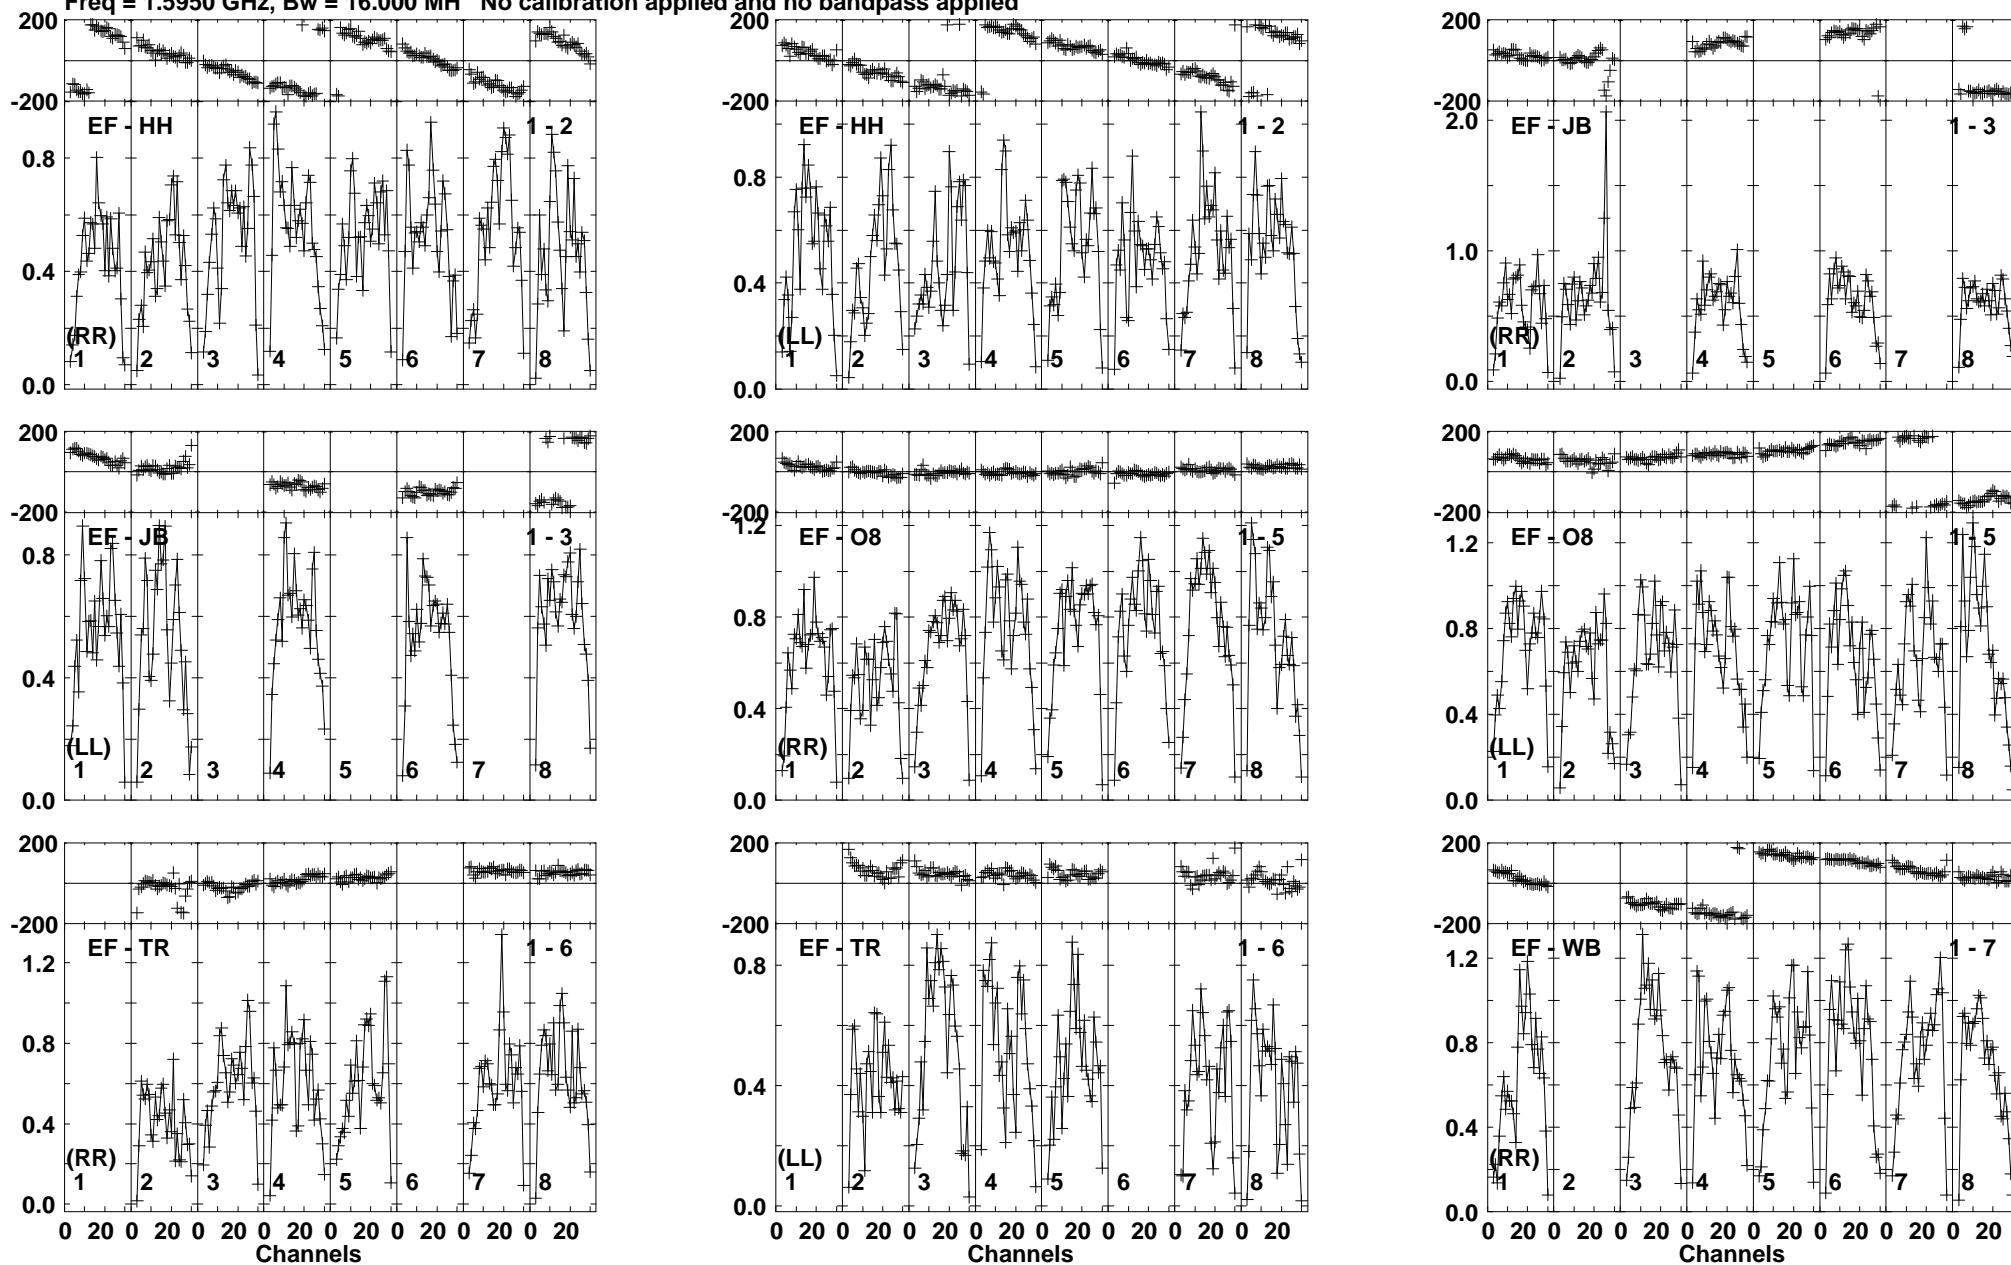 Freq = 1.5950 GHz, Bw = 16.000 MH No calibration applied and no bandpass applied
200 200 200
-200 -200 -200
EF - HH 1 - 2 EF - HH 1 - 2 EF - JB 1 - 3
2.0
0.8 0.8
1.0
0.4 0.4
(RR) (LL) (RR)
1 2 3 4 5 6 7 8 1 2 3 4 5 6 7 8 1 2 3 4 5 6 7 8
0.0 0.0 0.0
200 200 200
-200 -200 -200
EF - JB 1 - 3 EF - O8 1 - 5 EF - O8 1 - 5
1.2 1.2
0.8 0.8 0.8
0.4 0.4 0.4
(LL) (RR) (LL)
1 2 3 4 5 6 7 8 1 2 3 4 5 6 7 8 1 2 3 4 5 6 7 8
0.0 0.0 0.0
200 200 200
-200 -200 -200
EF - TR 1 - 6 EF - TR 1 - 6 EF - WB 1 - 7
1.2 0.8 1.2
0.8 0.8
0.4 0.4 0.4
(RR) (LL) (RR)
1 2 3 4 5 6 7 8 1 2 3 4 5 6 7 8 1 2 3 4 5 6 7 8
0.0 0.0 0.0
0 20 0 20 0 20 0 20 0 20 0 20 0 20 0 20 0 20 0 20 0 20 0 20 0 20 0 20 0 20 0 20 0 20 0 20 0 20 0 20 0 20 0 20 0 20 0 20
Channels Channels Channels